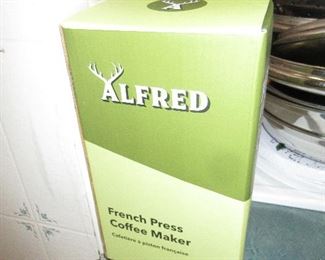 ALFRED
French Press
Coffee Maker
Cafetière à piston française